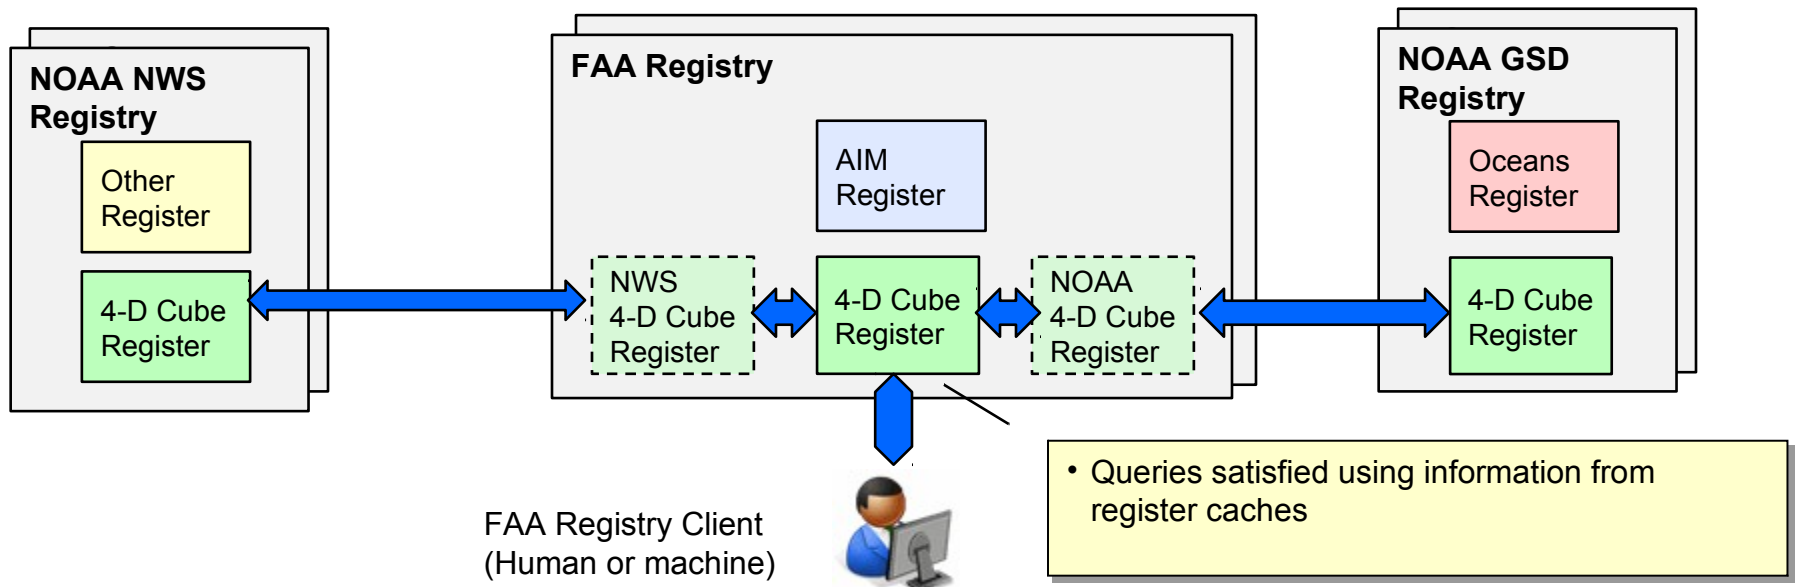 NOAA NWS
Registry
Other
Register
4-D Cube
Register
FAA Registry
AIM
Register
NWS
4-D Cube
Register
4-D Cube
Register
NOAA
4-D Cube
Register
NOAA GSD
Registry
Oceans
Register
4-D Cube
Register
FAA Registry Client
(Human or machine)
• Queries satisfied using information from
register caches